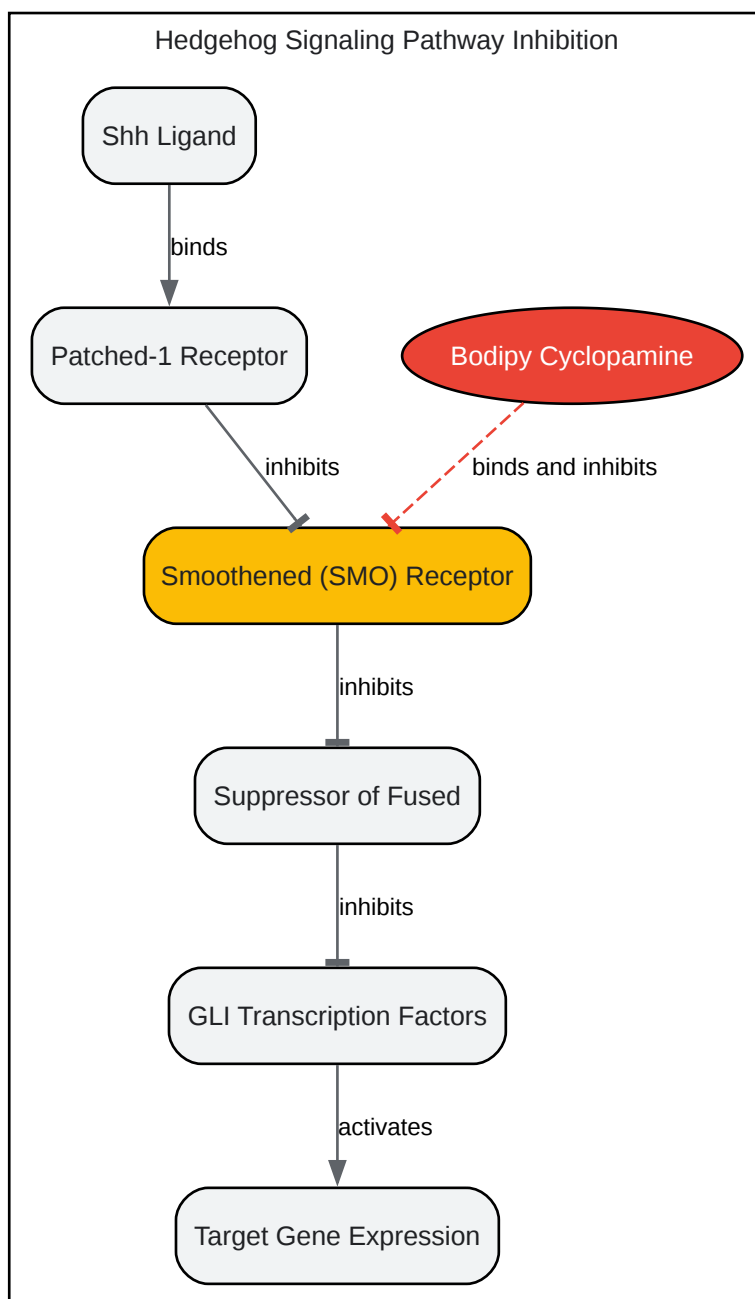 Hedgehog Signaling Pathway Inhibition
Shh Ligand
binds
Patched-1 Receptor
Bodipy Cyclopamine
inhibits
binds and inhibits
Smoothened (SMO) Receptor
inhibits
Suppressor of Fused
inhibits
GLI Transcription Factors
activates
Target Gene Expression